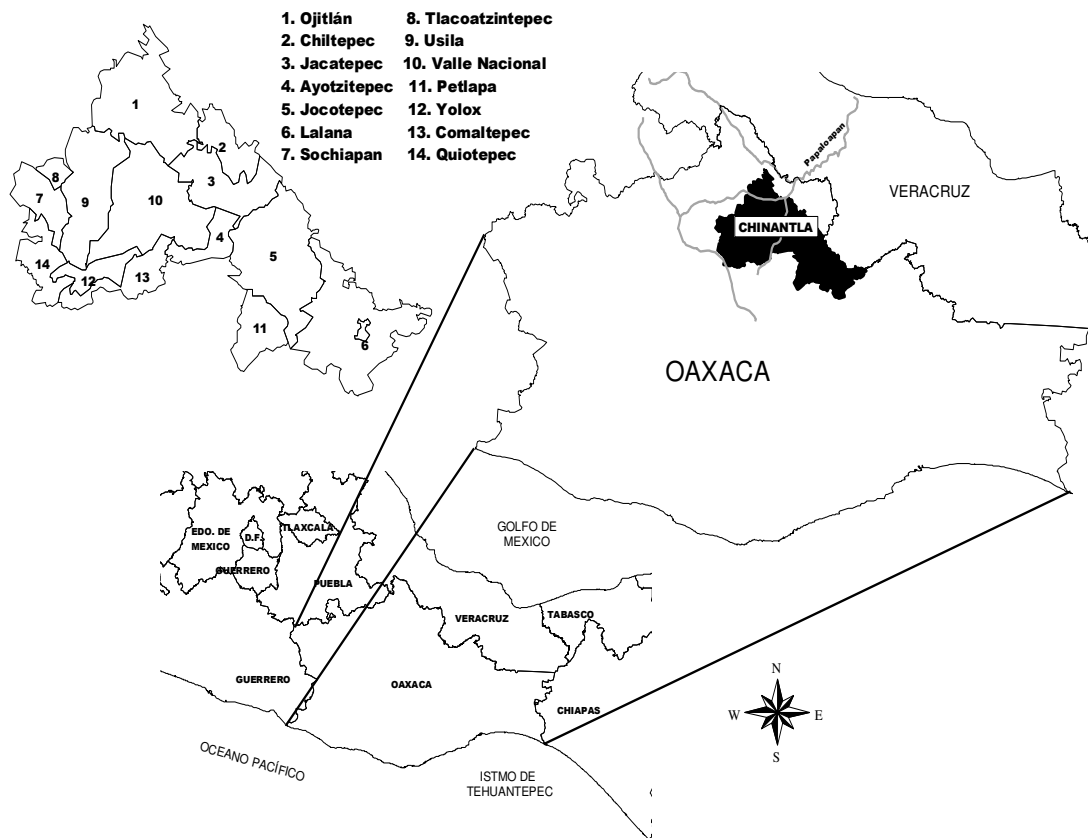 1. Ojitlán
2. Chiltepec
3. Jacatepec
4. Ayotzitepec
5. Jocotepec
6. Lalana
7. Sochiapan
8. Tlacoatzintepec
9. Usila
10. Valle Nacional
11. Petlapa
12. Yolox
13. Comaltepec
14. Quiotepec
1
2
3
8
7
9
10
4
5
14
12
13
11
6
Papaloapan
VERACRUZ
CHINANTLA
OAXACA
GOLFO DE
MEXICO
EDO. DE
MEXICO
D.F.
TLAXCALA
GUERRERO
PUEBLA
VERACRUZ
TABASCO
GUERRERO
OAXACA
CHIAPAS
OCEANO PACÍFICO
ISTMO DE
TEHUANTEPEC
N
W
E
S